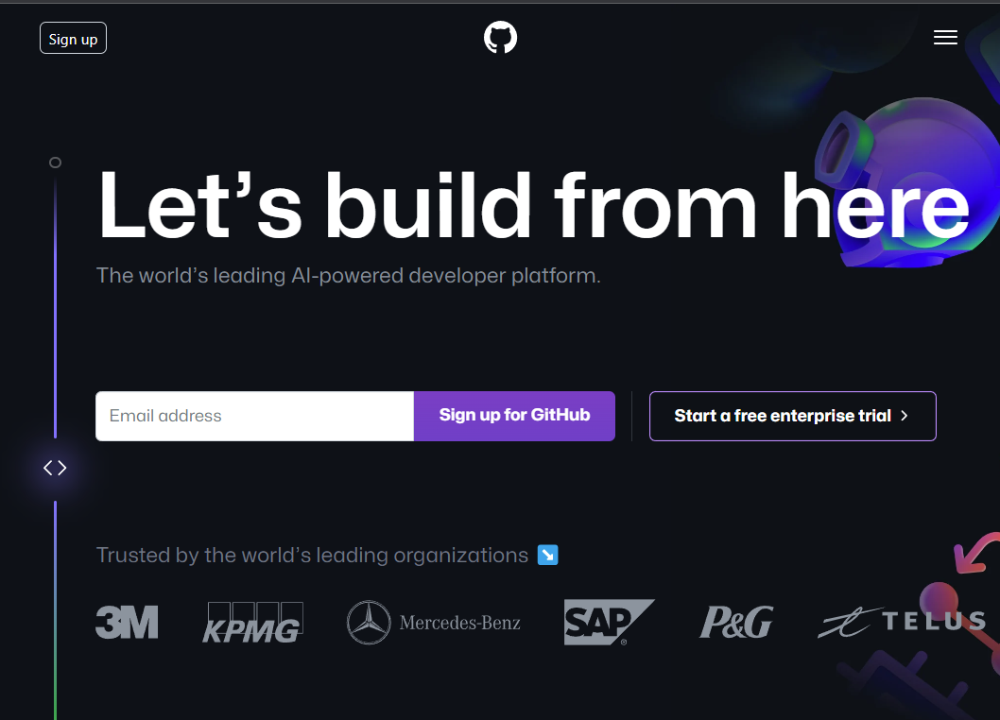 Sign up
Let’s build from here
The world’s leading AI-powered developer platform.
Email address
Sign up for GitHub
Start a free enterprise trial
Trusted by the world’s leading organizations
3M
KPMG
Mercedes-Benz
SAP®
P&G
TELUS